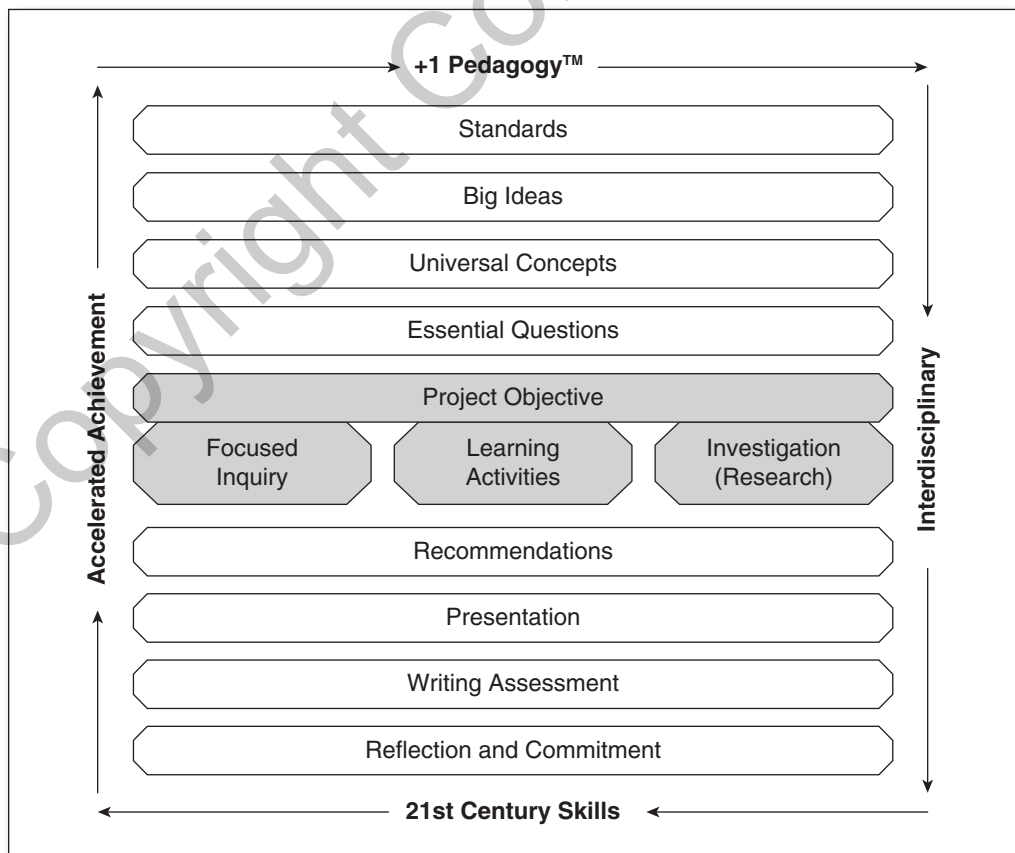 +1 Pedagogy™
Standards
Big Ideas
Universal Concepts
Essential Questions
Project Objective
Focused
Inquiry
Learning
Activities
Investigation
(Research)
Recommendations
Presentation
Writing Assessment
Reflection and Commitment
21st Century Skills
Accelerated Achievement
Interdisciplinary
Copyright